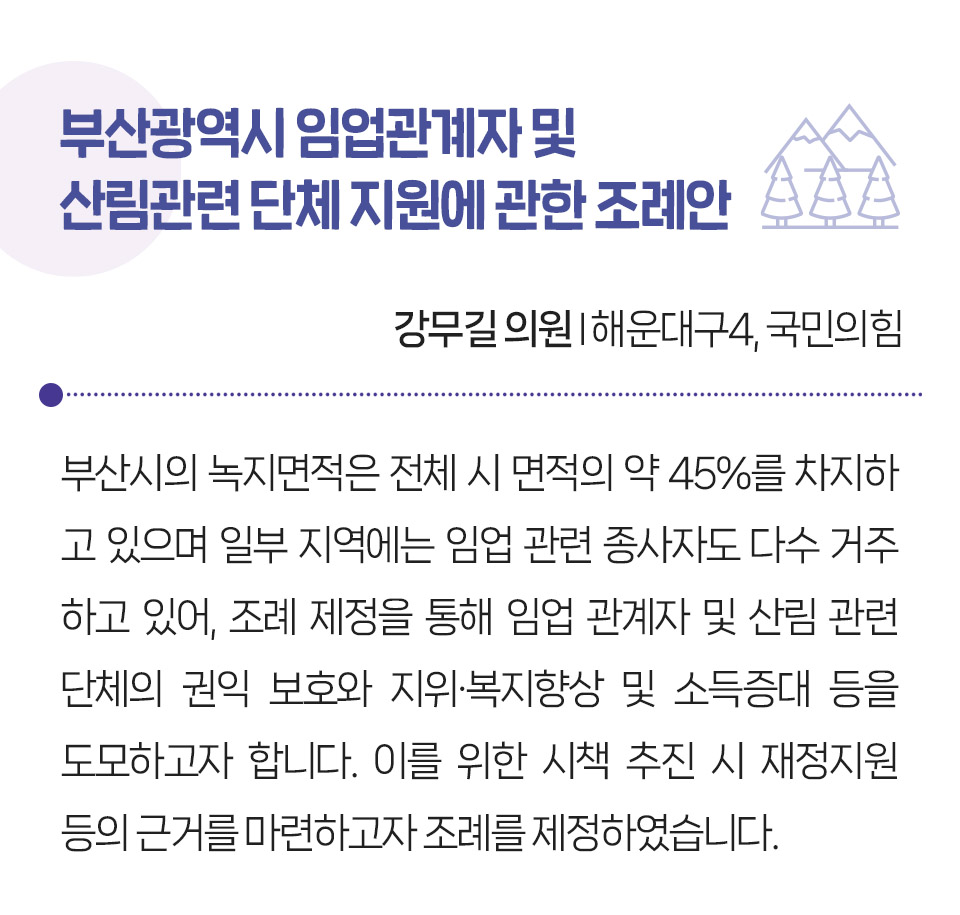 부산광역시 임업관계자 및
산림관련 단체 지원에 관한 조례안
강무길 의원 | 해운대구4, 국민의힘
부산시의 녹지면적은 전체 시 면적의 약 45%를 차지하
고 있으며 일부 지역에는 임업 관련 종사자도 다수 거주
하고 있어, 조례 제정을 통해 임업 관계자 및 산림 관련
단체의 권익 보호와 지위·복지향상 및 소득증대 등을
도모하고자 합니다. 이를 위한 시책 추진 시 재정지원
등의 근거를 마련하고자 조례를 제정하였습니다.